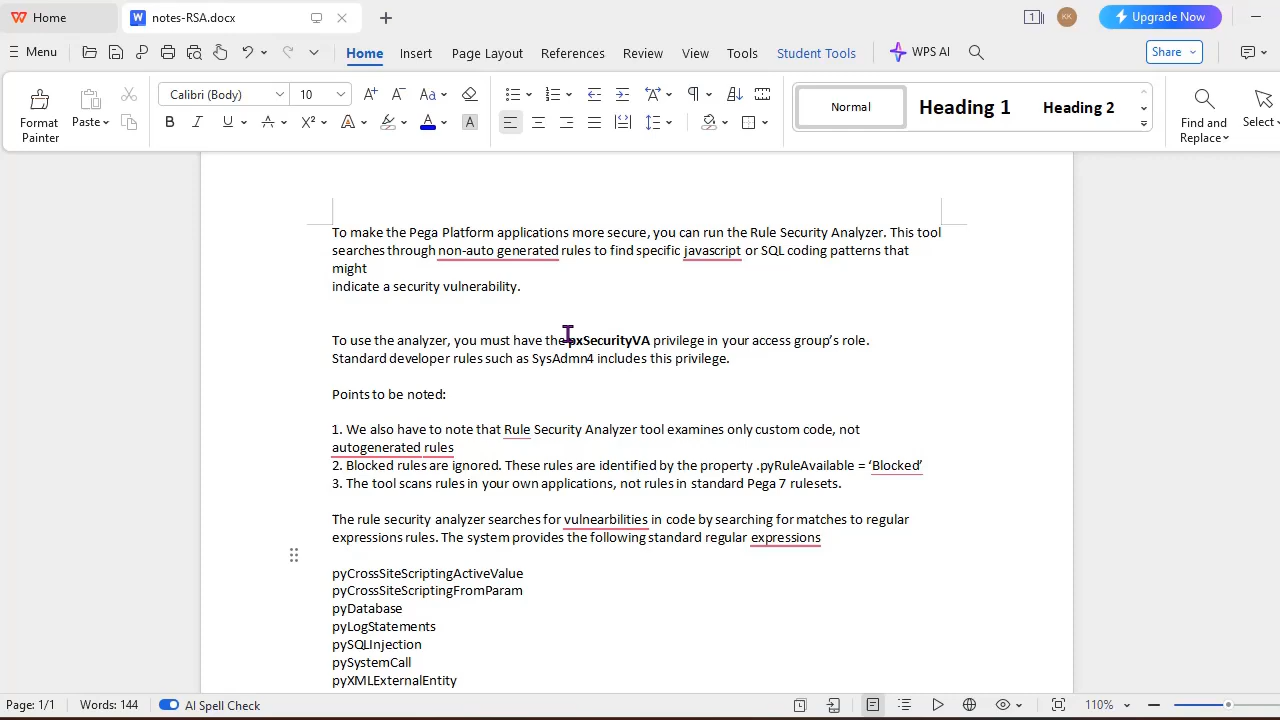 Home
notes-RSA.docx
1
KK
Upgrade Now
Menu
Home
Insert
Page Layout
References
Review
View
Tools
Student Tools
WPS AI
Share
Format
Painter
Paste
Calibri (Body)
10
Normal
Heading 1
Heading 2
Find and
Replace
Select
To make the Pega Platform applications more secure, you can run the Rule Security Analyzer. This tool
searches through non-auto generated rules to find specific javascript or SQL coding patterns that
might
indicate a security vulnerability.
To use the analyzer, you must have the pxSecurityVA privilege in your access group's role.
Standard developer rules such as SysAdmn4 includes this privilege.
Points to be noted:
1. We also have to note that Rule Security Analyzer tool examines only custom code, not
autogenerated rules
2. Blocked rules are ignored. These rules are identified by the property .pyRuleAvailable = ‘Blocked’
3. The tool scans rules in your own applications, not rules in standard Pega 7 rulesets.
The rule security analyzer searches for vulnearbilities in code by searching for matches to regular
expressions rules. The system provides the following standard regular expressions
pyCrossSiteScriptingActiveValue
pyCrossSiteScriptingFromParam
pyDatabase
pyLogStatements
pySQLInjection
pySystemCall
pyXMLExternalEntity
Page: 1/1
Words: 144
AI Spell Check
110%